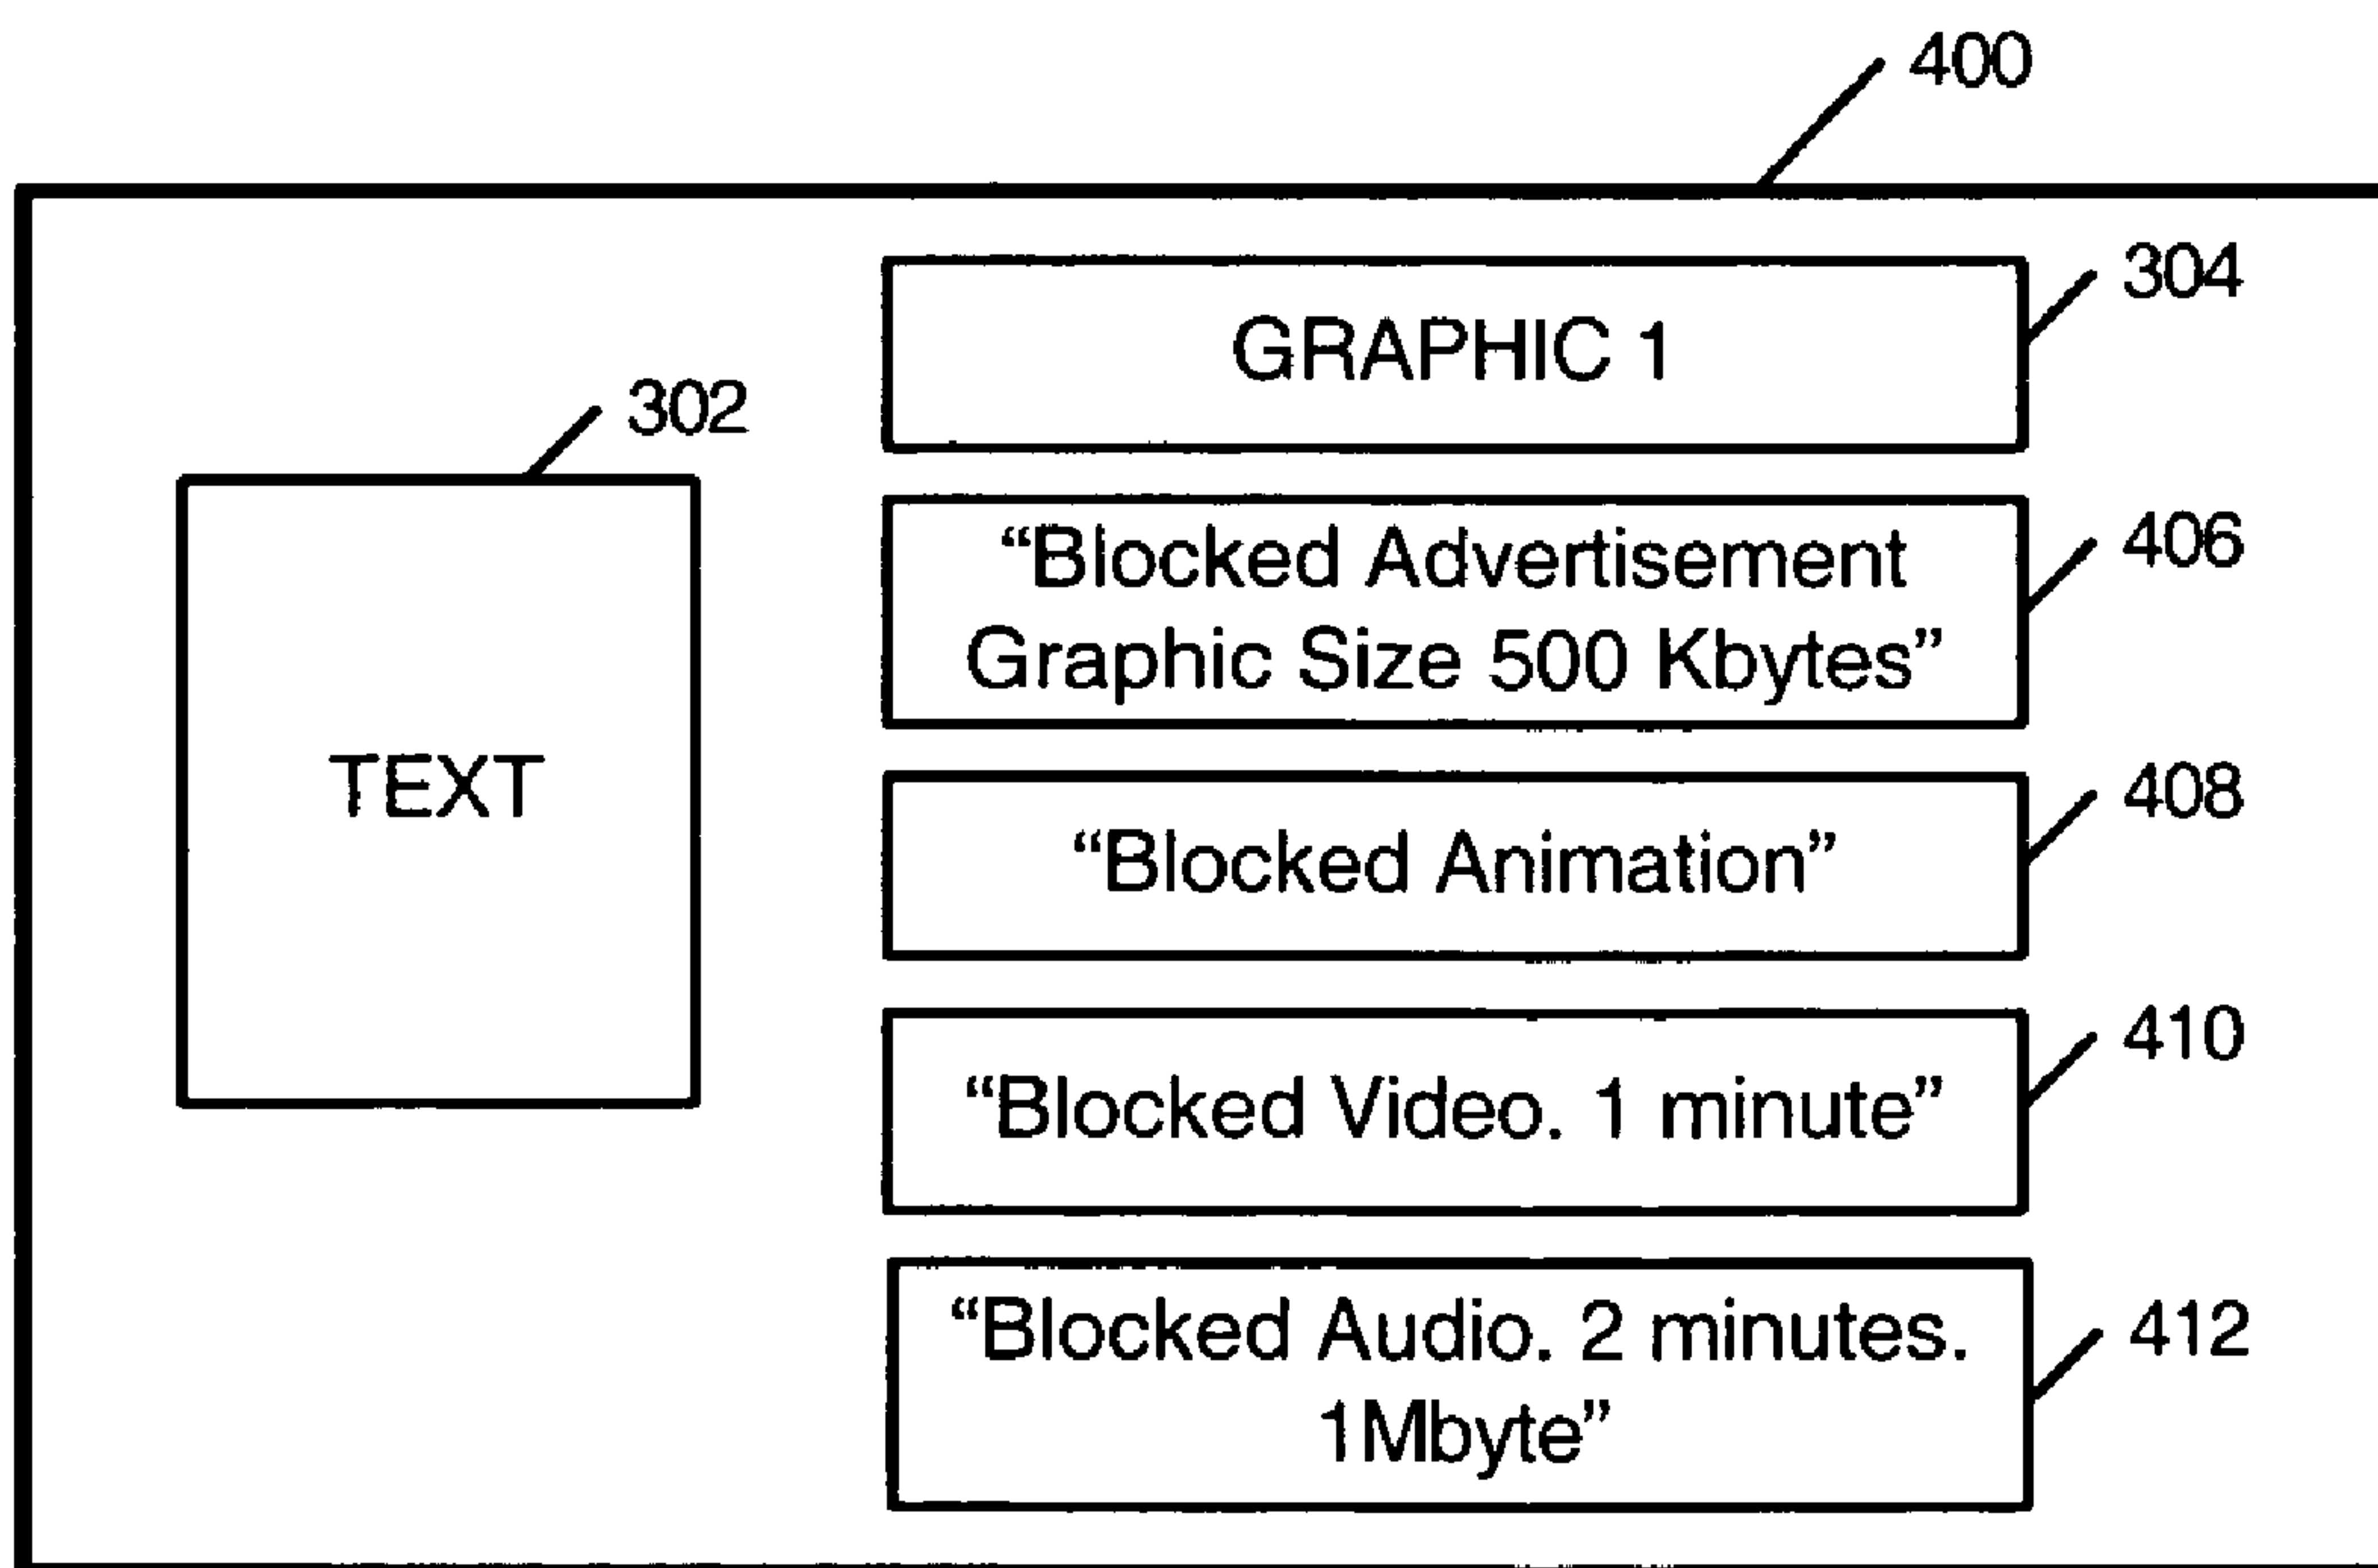 400
GRAPHIC 1
304
302
TEXT
“Blocked Advertisement
Graphic Size 500 Kbytes”
406
“Blocked Animation”
408
“Blocked Video. 1 minute”
410
“Blocked Audio. 2 minutes.
1Mbyte”
412